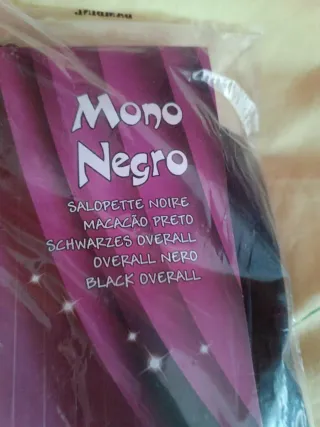 Mono
Negro
SALOPETTE NOIRE
MACACÃO PRETO
SCHWARZES OVERALL
OVERALL NERO
BLACK OVERALL